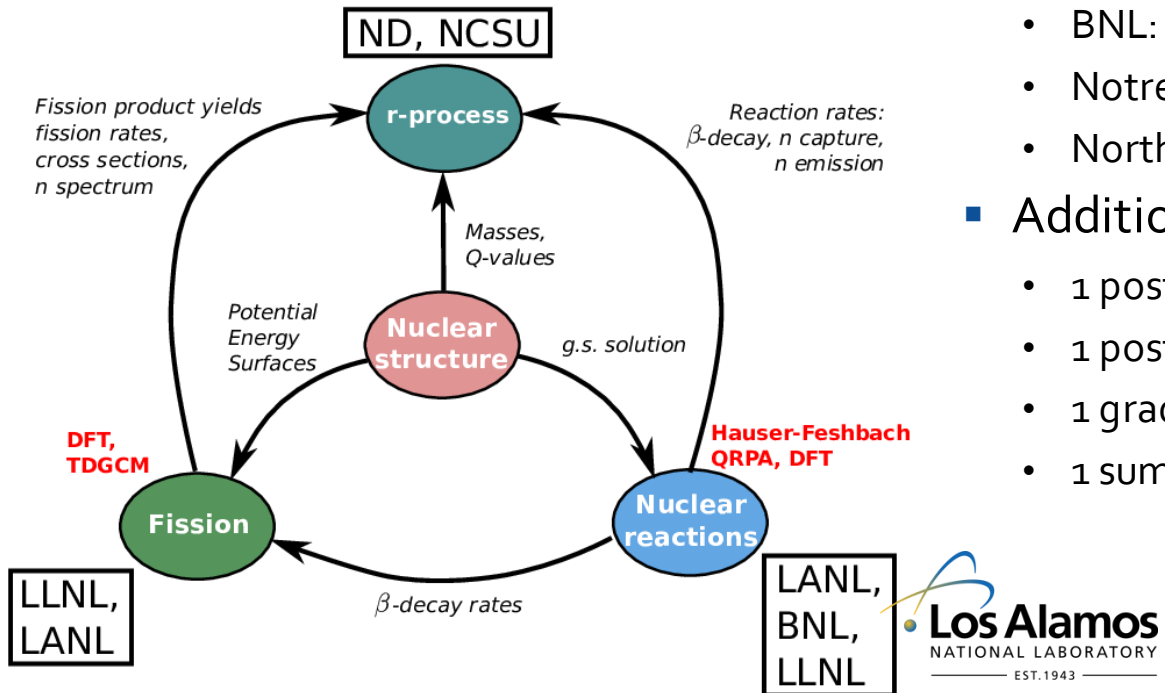 ND, NCSU
Fission product yields
fission rates,
cross sections,
n spectrum
r-process
Reaction rates:
β-decay, n capture,
n emission
Masses,
Q-values
Potential
Energy
Surfaces
Nuclear
structure
g.s. solution
DFT,
TDGCM
Hauser-Feshbach
QRPA, DFT
Fission
Nuclear
reactions
β-decay rates
LLNL,
LANL
LANL,
BNL,
LLNL
• BNL:
• Notre
• North
▪ Additio
• 1 post
• 1 post
• 1 grad
• 1 sum
Los Alamos
NATIONAL LABORATORY
EST.1943